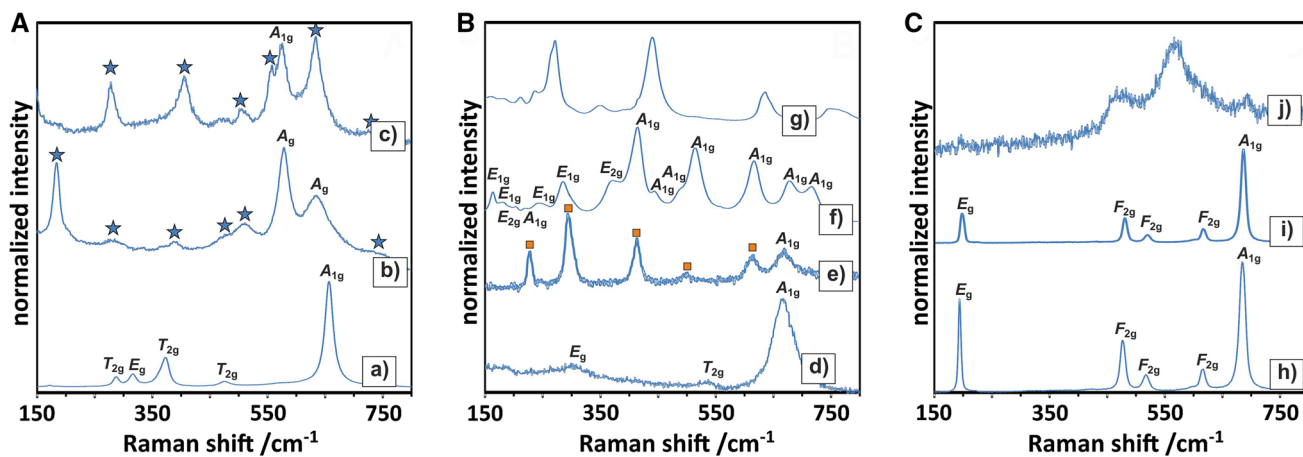 A
normalized intensity
A1g
c)
Ag
Ag
b)
T2g Eg T2g T2g A1g
a)
150 350 550 750
Raman shift /cm-1
B
normalized intensity
g)
E1g E1g E1g E1g E2g A1g A1g A1g A1g A1g A1g A1g
E2g A1g
f)
A1g
e)
Eg T2g A1g
d)
150 350 550 750
Raman shift /cm-1
C
normalized intensity
j)
Eg F2g F2g F2g A1g
i)
Eg F2g F2g F2g A1g
h)
150 350 550 750
Raman shift /cm-1